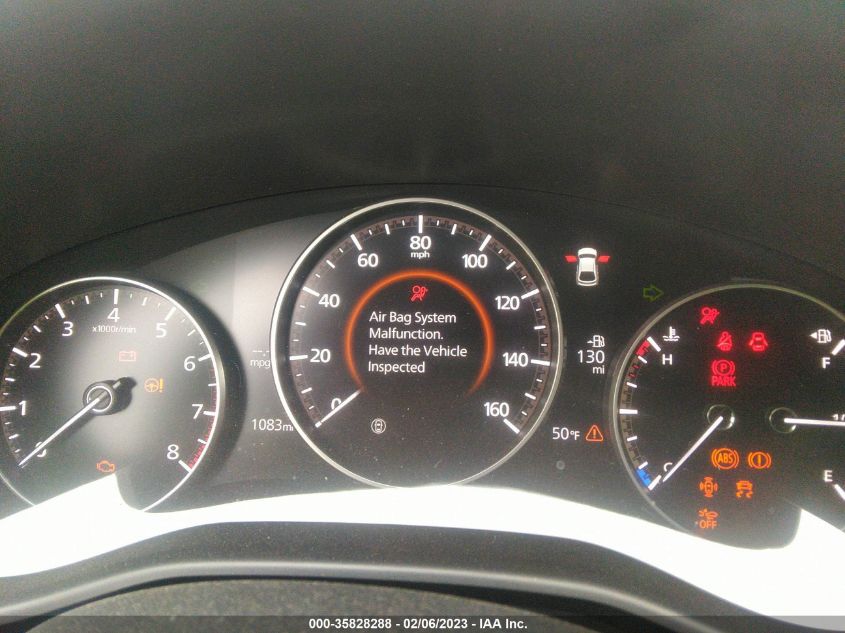 80
mph
60
100
40
120
20
140
0
160
Air Bag System
Malfunction.
Have the Vehicle
Inspected
4
3
5
x1000r/min
2
6
1
7
8
--.-
mpg
1083mi
130
mi
50°F
H
C
F
E
PARK
ABS
OFF
000-35828288 - 02/06/2023 - IAA Inc.